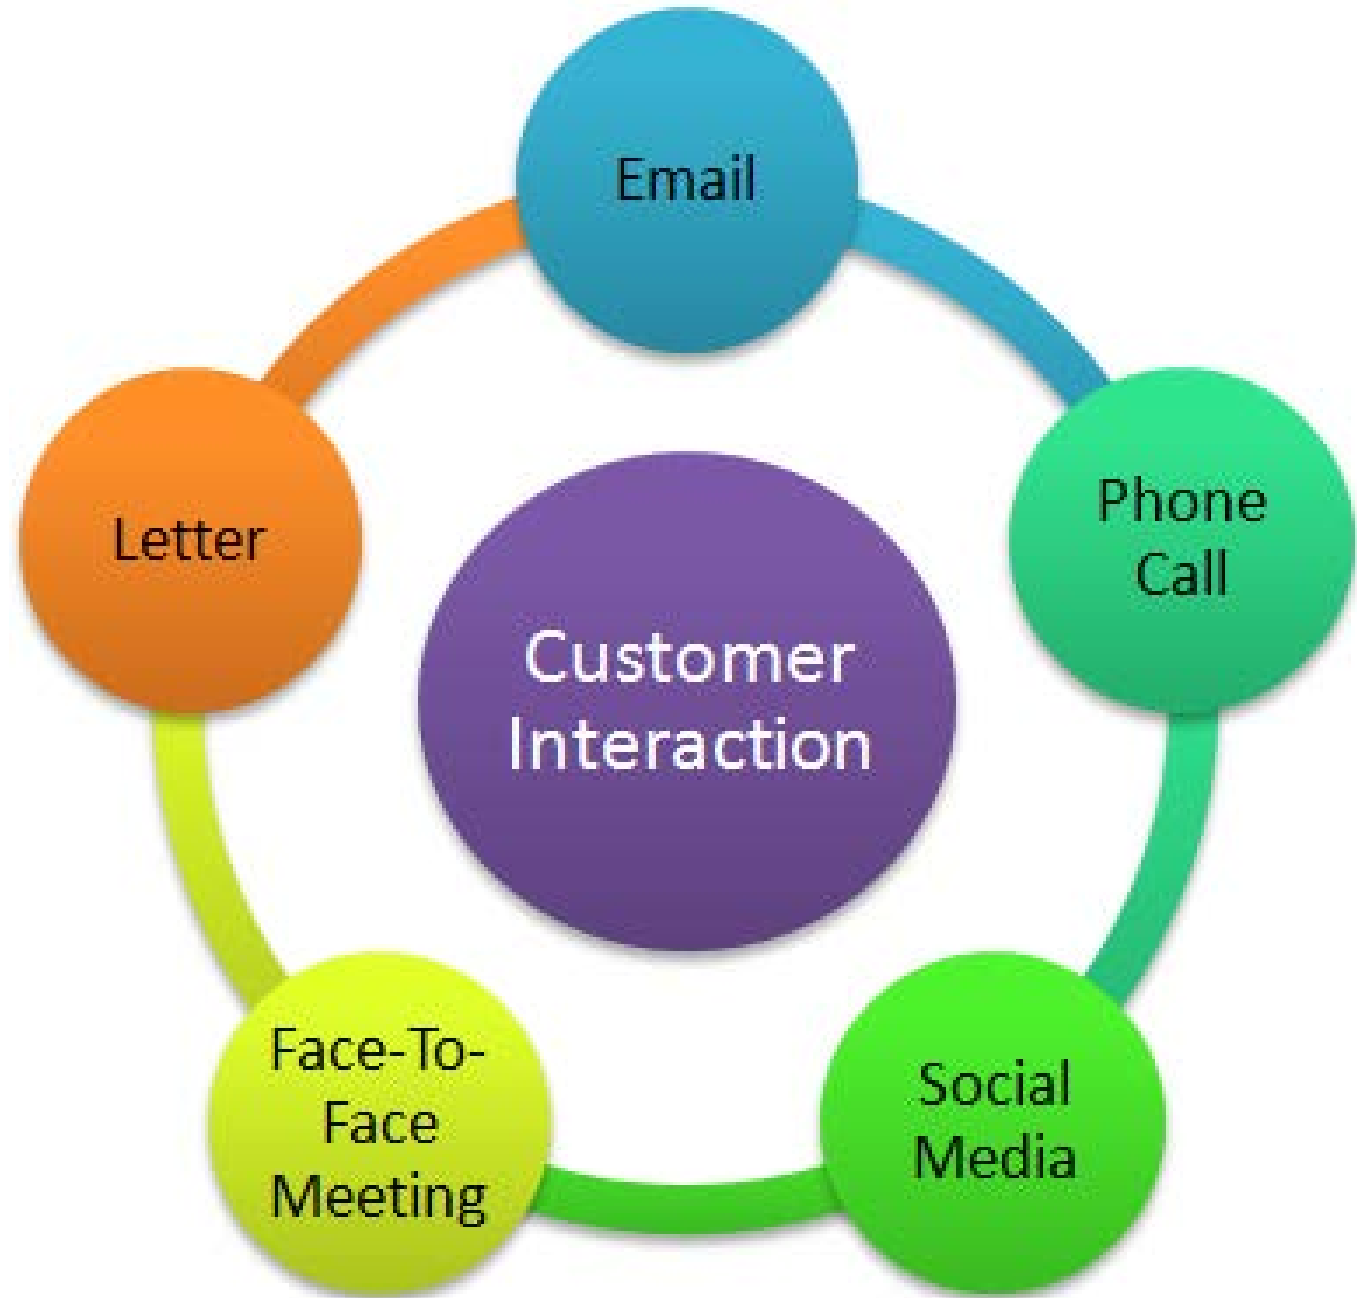 Email
Phone
Call
Letter
Customer
Interaction
Face-To-
Face
Meeting
Social
Media